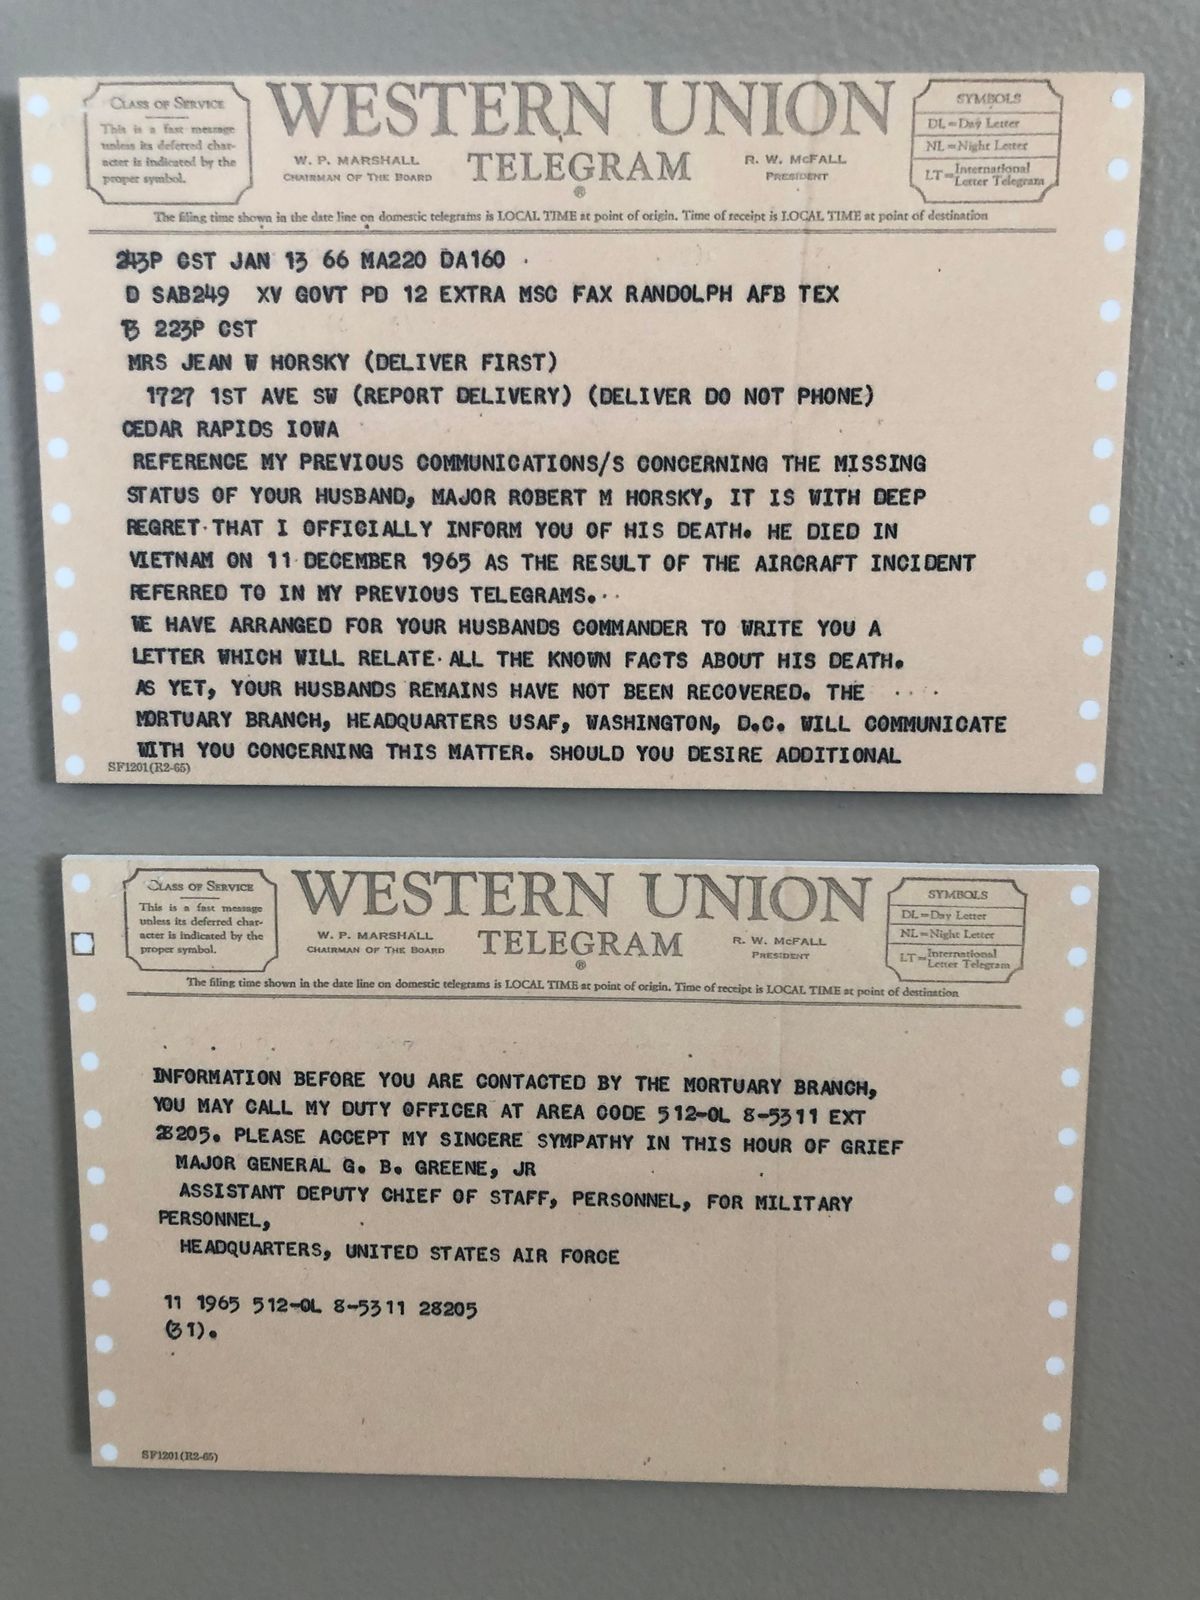 CLASS OF SERVICE
This is a fast message
unless its deferred char-
acter is indicated by the
proper symbol.
WESTERN UNION
TELEGRAM
®
W. P. MARSHALL
CHAIRMAN OF THE BOARD
R. W. McFALL
PRESIDENT
SYMBOLS
DL=Day Letter
NL=Night Letter
LT=International Letter Telegram
The filing time shown in the date line on domestic telegrams is LOCAL TIME at point of origin. Time of receipt is LOCAL TIME at point of destination
243P CST JAN 13 66 MA220 DA160
D SAB249 XV GOVT PD 12 EXTRA MSC FAX RANDOLPH AFB TEX
13 223P CST
MRS JEAN W HORSKY (DELIVER FIRST)
1727 1ST AVE SW (REPORT DELIVERY) (DELIVER DO NOT PHONE)
CEDAR RAPIDS IOWA
REFERENCE MY PREVIOUS COMMUNICATIONS/S CONCERNING THE MISSING
STATUS OF YOUR HUSBAND, MAJOR ROBERT M HORSKY, IT IS WITH DEEP
REGRET THAT I OFFICIALLY INFORM YOU OF HIS DEATH. HE DIED IN
VIETNAM ON 11 DECEMBER 1965 AS THE RESULT OF THE AIRCRAFT INCIDENT
REFERRED TO IN MY PREVIOUS TELEGRAMS.
WE HAVE ARRANGED FOR YOUR HUSBANDS COMMANDER TO WRITE YOU A
LETTER WHICH WILL RELATE ALL THE KNOWN FACTS ABOUT HIS DEATH.
AS YET, YOUR HUSBANDS REMAINS HAVE NOT BEEN RECOVERED. THE
MORTUARY BRANCH, HEADQUARTERS USAF, WASHINGTON, D.C. WILL COMMUNICATE
WITH YOU CONCERNING THIS MATTER. SHOULD YOU DESIRE ADDITIONAL
SF1201(R2-65)
CLASS OF SERVICE
This is a fast message
unless its deferred char-
acter is indicated by the
proper symbol.
WESTERN UNION
TELEGRAM
®
W. P. MARSHALL
CHAIRMAN OF THE BOARD
R. W. McFALL
PRESIDENT
SYMBOLS
DL=Day Letter
NL=Night Letter
LT=International Letter Telegram
The filing time shown in the date line on domestic telegrams is LOCAL TIME at point of origin. Time of receipt is LOCAL TIME at point of destination
INFORMATION BEFORE YOU ARE CONTACTED BY THE MORTUARY BRANCH,
YOU MAY CALL MY DUTY OFFICER AT AREA CODE 512-OL 8-5311 EXT
28205. PLEASE ACCEPT MY SINCERE SYMPATHY IN THIS HOUR OF GRIEF
MAJOR GENERAL G. B. GREENE, JR
ASSISTANT DEPUTY CHIEF OF STAFF, PERSONNEL, FOR MILITARY
PERSONNEL,
HEADQUARTERS, UNITED STATES AIR FORCE
11 1965 512-OL 8-5311 28205
(31).
SF1201(R2-65)